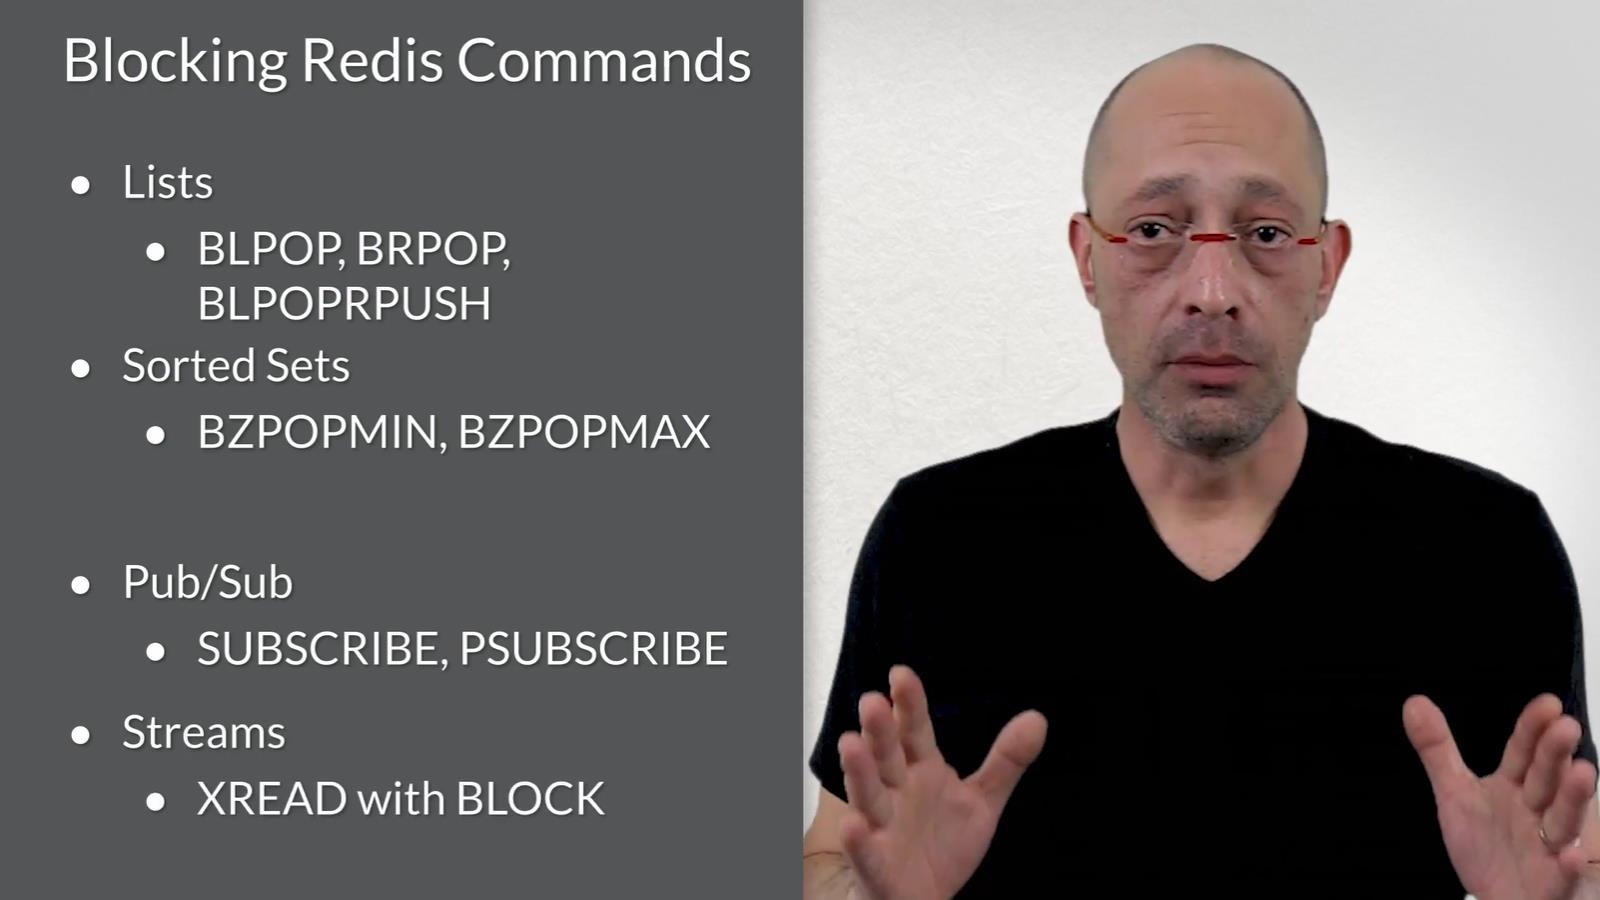 Blocking Redis Commands
• Lists
• BLPOP, BRPOP,
BLPOPRPUSH
• Sorted Sets
• BZPOPMIN, BZPOPMAX
• Pub/Sub
• SUBSCRIBE, PSUBSCRIBE
• Streams
• XREAD with BLOCK